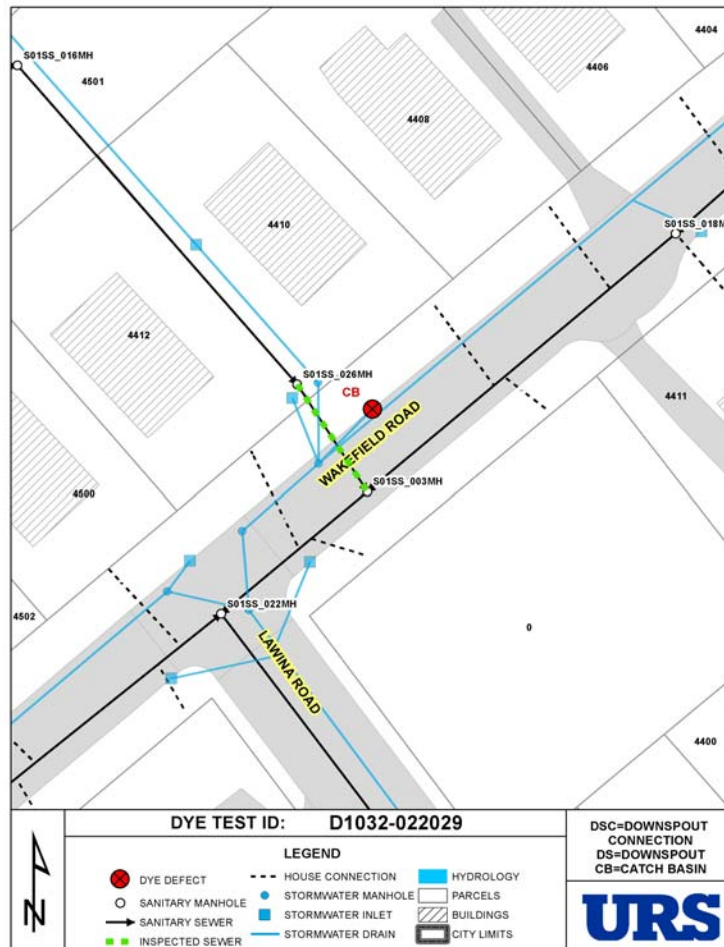 S01SS_016MH
4501
4404
4406
4408
4410
S01SS_018M
4412
S01SS_026MH
CB
4411
WAKEFIELD ROAD
4500
S01SS_003MH
4502
S01SS_022MH
0
LAWINA ROAD
4400
DYE TEST ID: D1032-022029
LEGEND
DYE DEFECT
SANITARY MANHOLE
SANITARY SEWER
INSPECTED SEWER
HOUSE CONNECTION
STORMWATER MANHOLE
STORMWATER INLET
STORMWATER DRAIN
HYDROLOGY
PARCELS
BUILDINGS
CITY LIMITS
DSC=DOWNSPOUT
CONNECTION
DS=DOWNSPOUT
CB=CATCH BASIN
N
URS